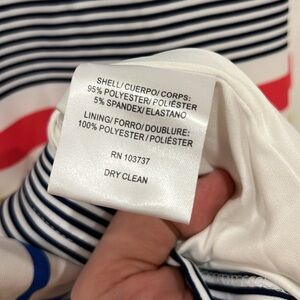 SHELL/CUERPO/CORPS:
95% POLYESTER/POLIÉSTER
5% SPANDEX/ELASTANO
LINING/FORRO/DOUBLURE:
100% POLYESTER/POLIÉSTER
RN 103737
DRY CLEAN